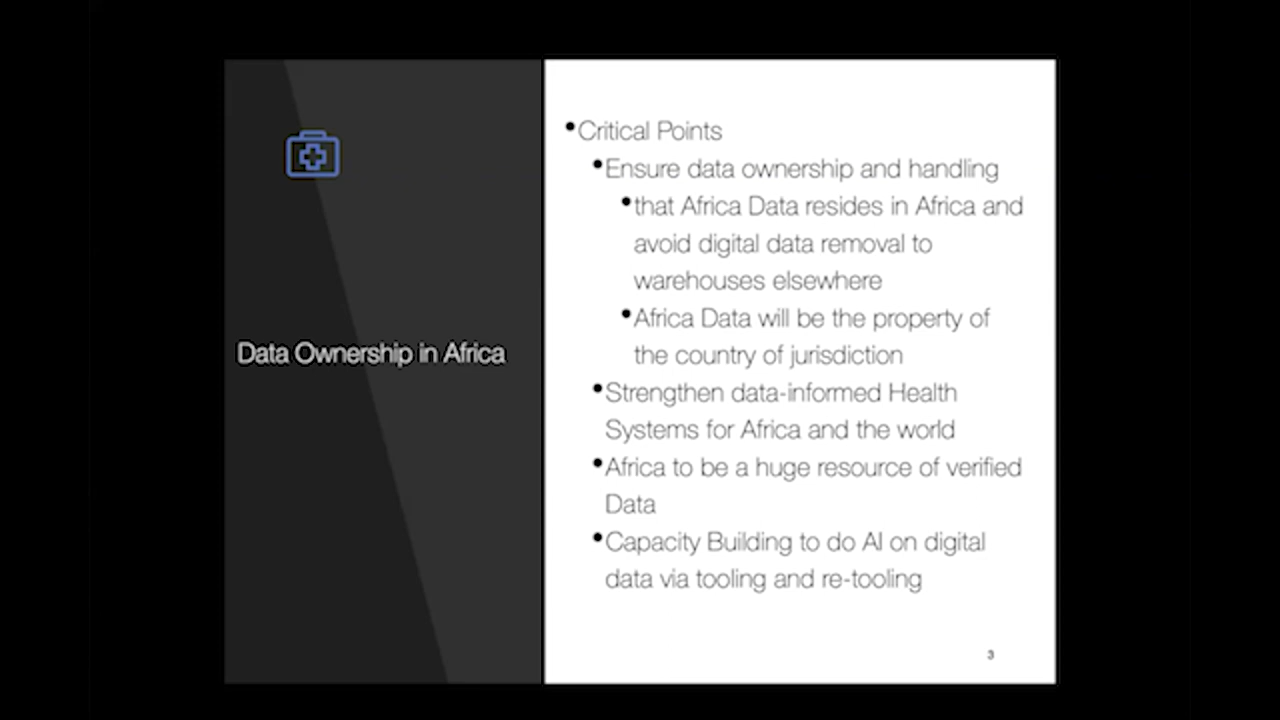 Data Ownership in Africa
•Critical Points
•Ensure data ownership and handling
•that Africa Data resides in Africa and
avoid digital data removal to
warehouses elsewhere
•Africa Data will be the property of
the country of jurisdiction
•Strengthen data-informed Health
Systems for Africa and the world
•Africa to be a huge resource of verified
Data
•Capacity Building to do AI on digital
data via tooling and re-tooling
3